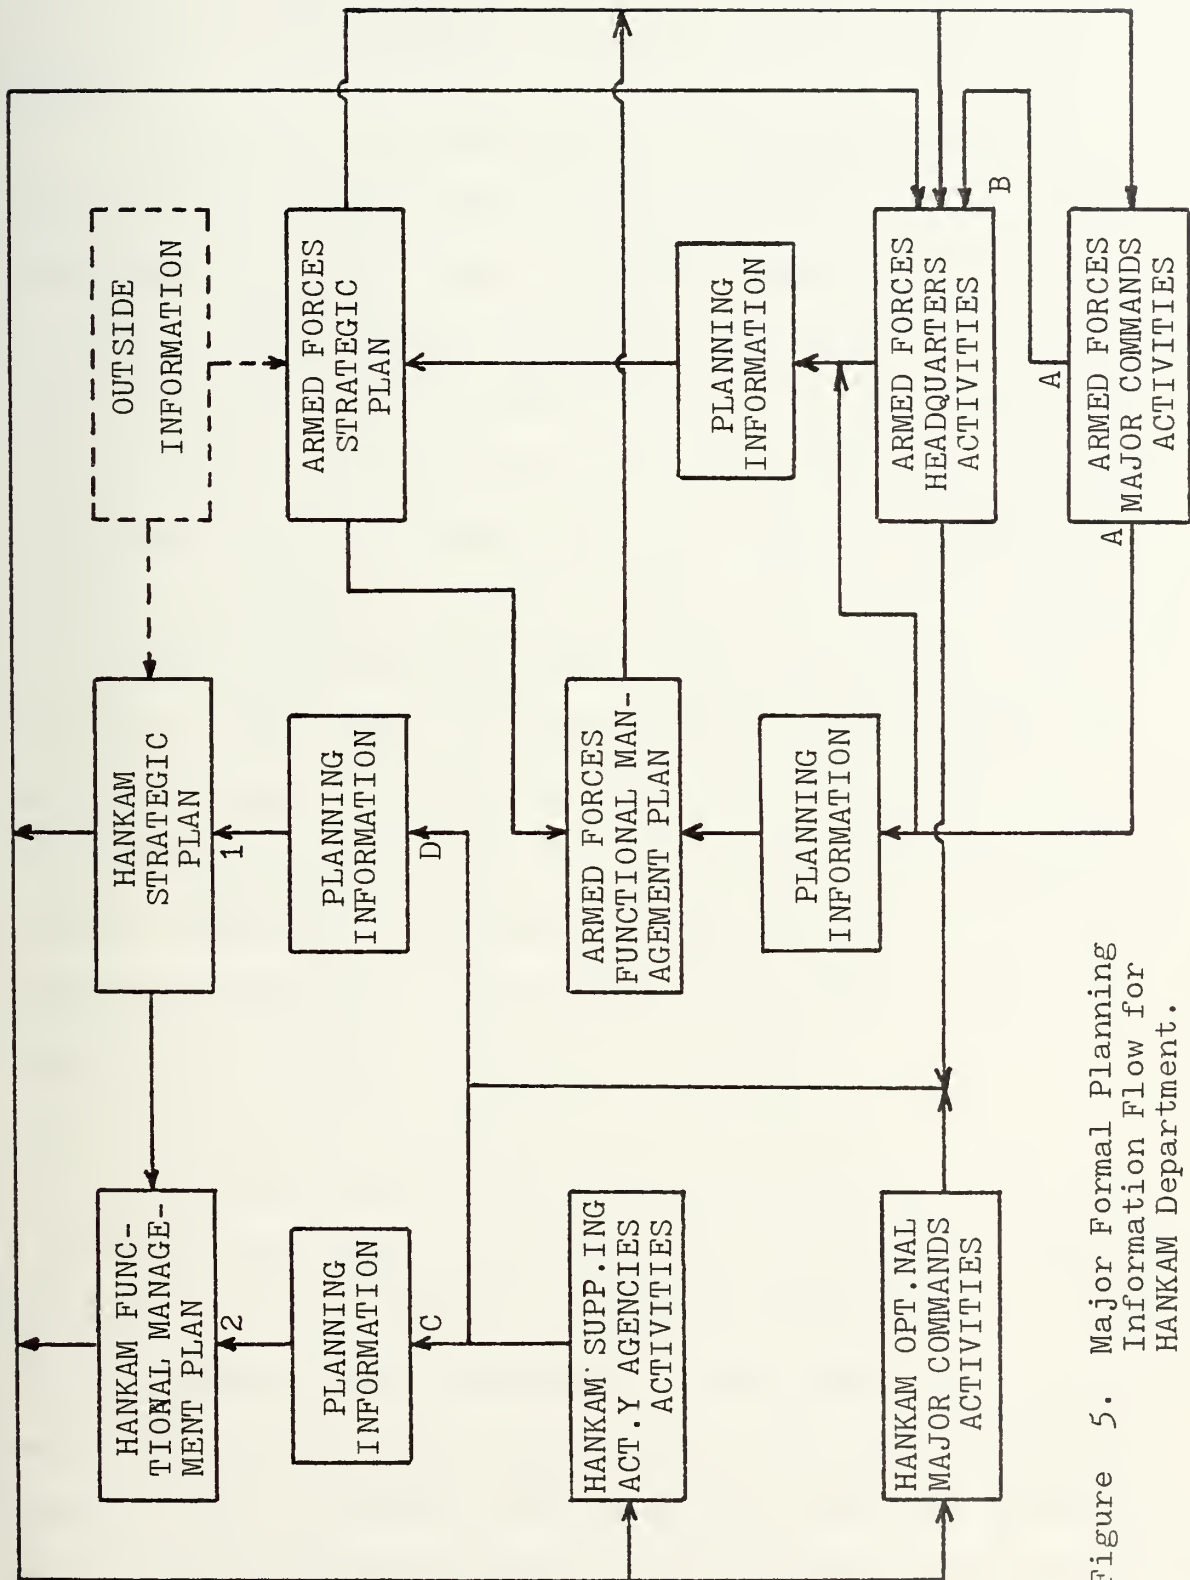 OUTSIDE
INFORMATION
HANKAM
STRATEGIC
PLAN
HANKAM FUNC-
TIONAL MANAGE-
MENT PLAN
1
2
ARMED FORCES
STRATEGIC
PLAN
PLANNING
INFORMATION
PLANNING
INFORMATION
D
C
ARMED FORCES
FUNCTIONAL MAN-
AGEMENT PLAN
HANKAM SUPP.ING
ACT.Y AGENCIES
ACTIVITIES
PLANNING
INFORMATION
PLANNING
INFORMATION
ARMED FORCES
HEADQUARTERS
ACTIVITIES
B
HANKAM OPT.NAL
MAJOR COMMANDS
ACTIVITIES
A
A
ARMED FORCES
MAJOR COMMANDS
ACTIVITIES
Figure 5. Major Formal Planning
Information Flow for
HANKAM Department.